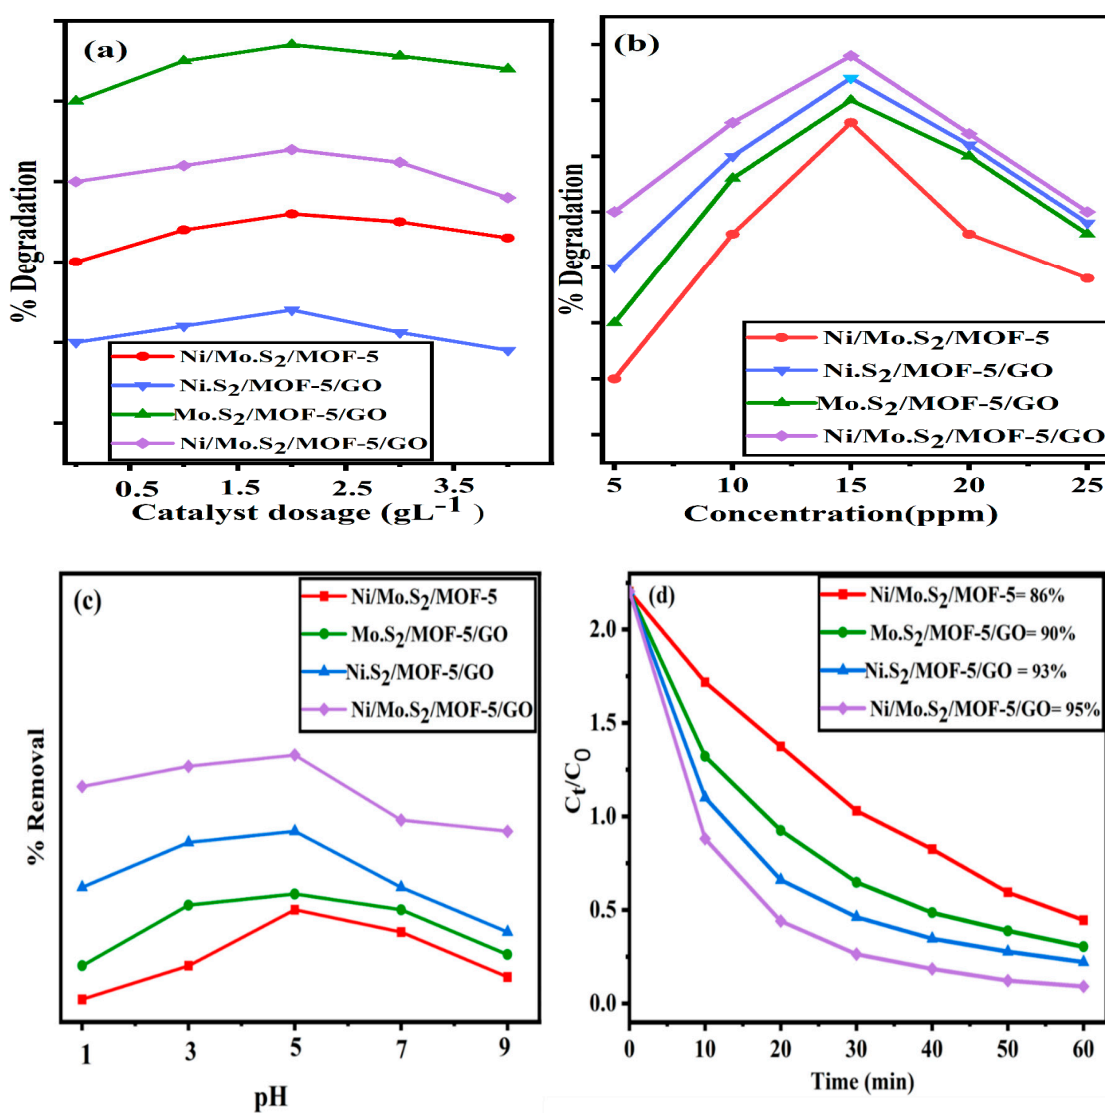 (a)
% Degradation
Ni/Mo.S2/MOF-5
Ni.S2/MOF-5/GO
Mo.S2/MOF-5/GO
Ni/Mo.S2/MOF-5/GO
0.5 1.5 2.5 3.5
Catalyst dosage (gL-1 )
(b)
% Degradation
Ni/Mo.S2/MOF-5
Ni.S2/MOF-5/GO
Mo.S2/MOF-5/GO
Ni/Mo.S2/MOF-5/GO
5 10 15 20 25
Concentration(ppm)
(c)
% Removal
Ni/Mo.S2/MOF-5
Mo.S2/MOF-5/GO
Ni.S2/MOF-5/GO
Ni/Mo.S2/MOF-5/GO
1 3 5 7 9
pH
(d)
Ct/C0
Ni/Mo.S2/MOF-5= 86%
Mo.S2/MOF-5/GO= 90%
Ni.S2/MOF-5/GO = 93%
Ni/Mo.S2/MOF-5/GO= 95%
2.0
1.5
1.0
0.5
0.0
0 10 20 30 40 50 60
Time (min)